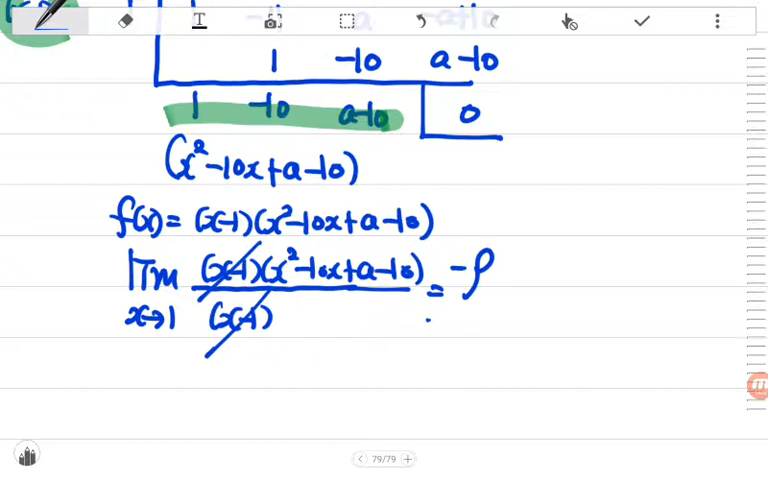 1 -10 a-10
1 -10 a-10 0
(x²-10x+a-10)
f(x)= (x-1)(x²-10x+a-10)
lim (x-1)(x²-10x+a-10) =
x→1 (x-1)
79/79